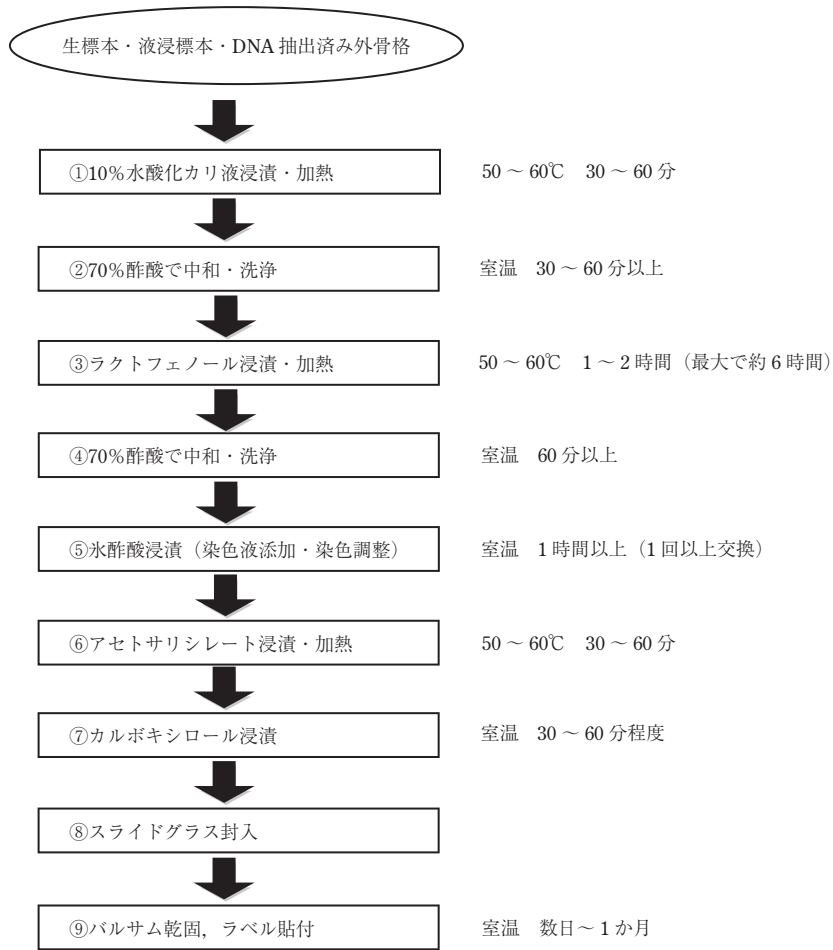 生標本・液浸標本・DNA 抽出済み外骨格
①10%水酸化カリ液浸漬・加熱 50 ～ 60℃ 30 ～ 60 分
②70%酢酸で中和・洗浄 室温 30 ～ 60 分以上
③ラクトフェノール浸漬・加熱 50 ～ 60℃ 1 ～ 2 時間（最大で約 6 時間）
④70%酢酸で中和・洗浄 室温 60 分以上
⑤氷酢酸浸漬（染色液添加・染色調整） 室温 1 時間以上（1 回以上交換）
⑥アセトサリシレート浸漬・加熱 50 ～ 60℃ 30 ～ 60 分
⑦カルボキシロール浸漬 室温 30 ～ 60 分程度
⑧スライドグラス封入
⑨バルサム乾固，ラベル貼付 室温 数日～ 1 か月